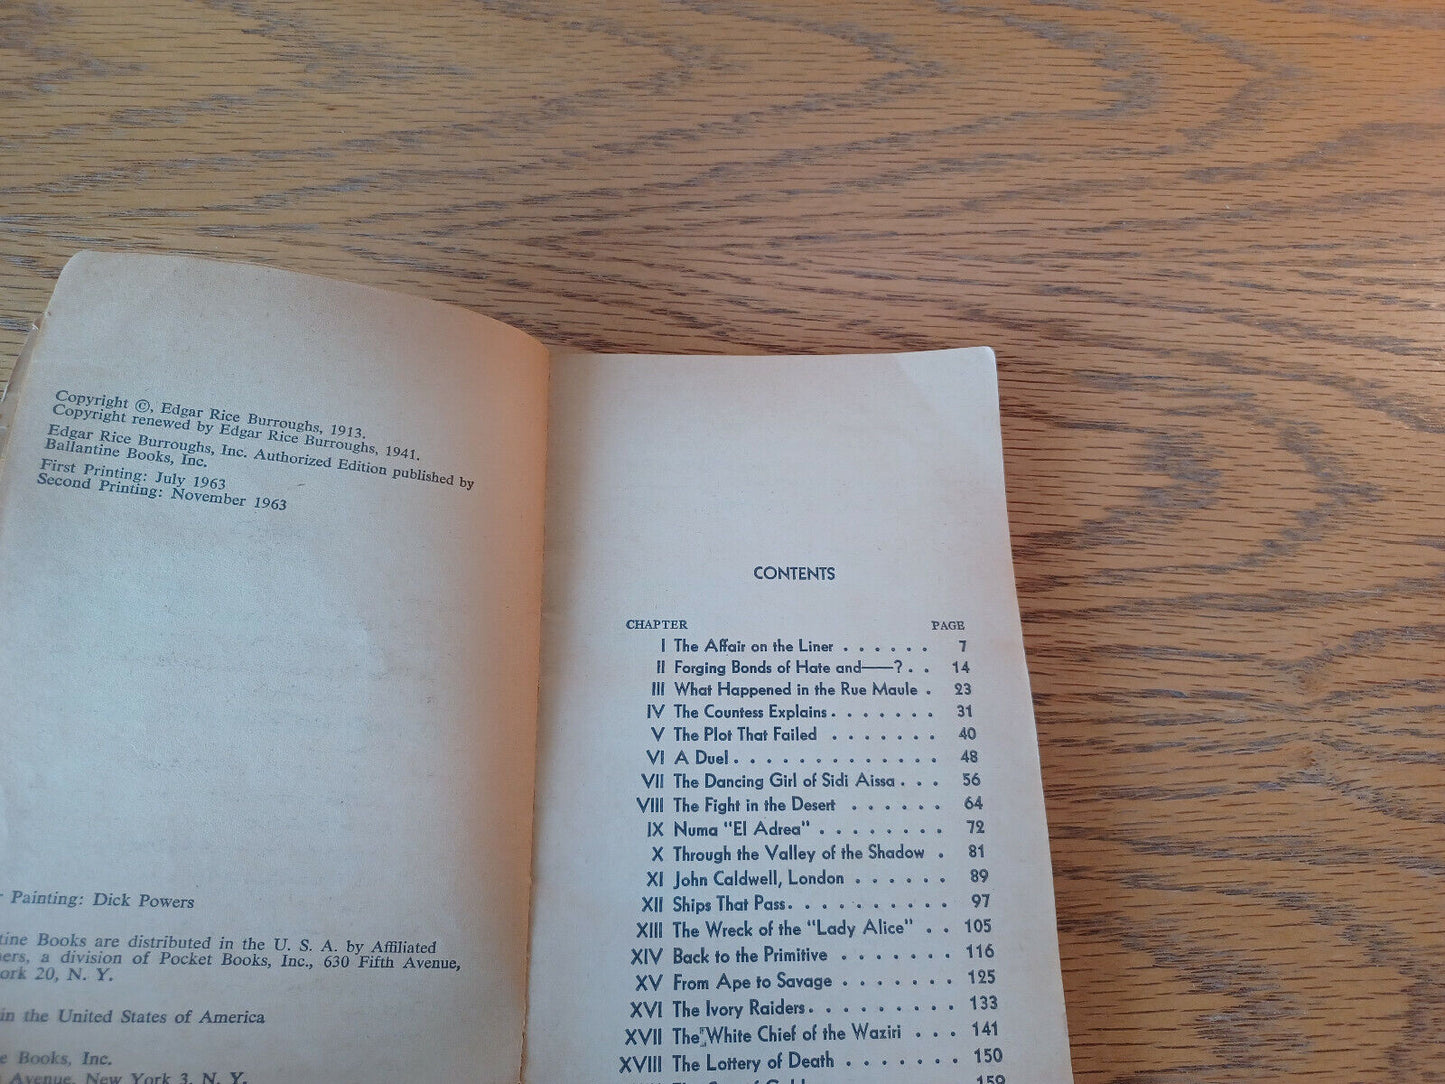 Copyright ©, Edgar Rice Burroughs, 1913.
Copyright renewed by Edgar Rice Burroughs, 1941.
Edgar Rice Burroughs, Inc. Authorized Edition published by
Ballantine Books, Inc.
First Printing: July 1963
Second Printing: November 1963
Painting: Dick Powers
Books are distributed in the U. S. A. by Affiliated
a division of Pocket Books, Inc., 630 Fifth Avenue,
20, N. Y.
in the United States of America
Books, Inc.
Avenue, New York 3, N. Y.
CONTENTS
CHAPTER PAGE
I The Affair on the Liner . . . . . . 7
II Forging Bonds of Hate and——? . . 14
III What Happened in the Rue Maule . 23
IV The Countess Explains . . . . . . . 31
V The Plot That Failed . . . . . . . 40
VI A Duel . . . . . . . . . . . . . 48
VII The Dancing Girl of Sidi Aissa . . . 56
VIII The Fight in the Desert . . . . . . 64
IX Numa "El Adrea" . . . . . . . . 72
X Through the Valley of the Shadow . 81
XI John Caldwell, London . . . . . . 89
XII Ships That Pass . . . . . . . . . . 97
XIII The Wreck of the "Lady Alice" . . 105
XIV Back to the Primitive . . . . . . . 116
XV From Ape to Savage . . . . . . . 125
XVI The Ivory Raiders . . . . . . . . . 133
XVII The White Chief of the Waziri . . . 141
XVIII The Lottery of Death . . . . . . . 150
159